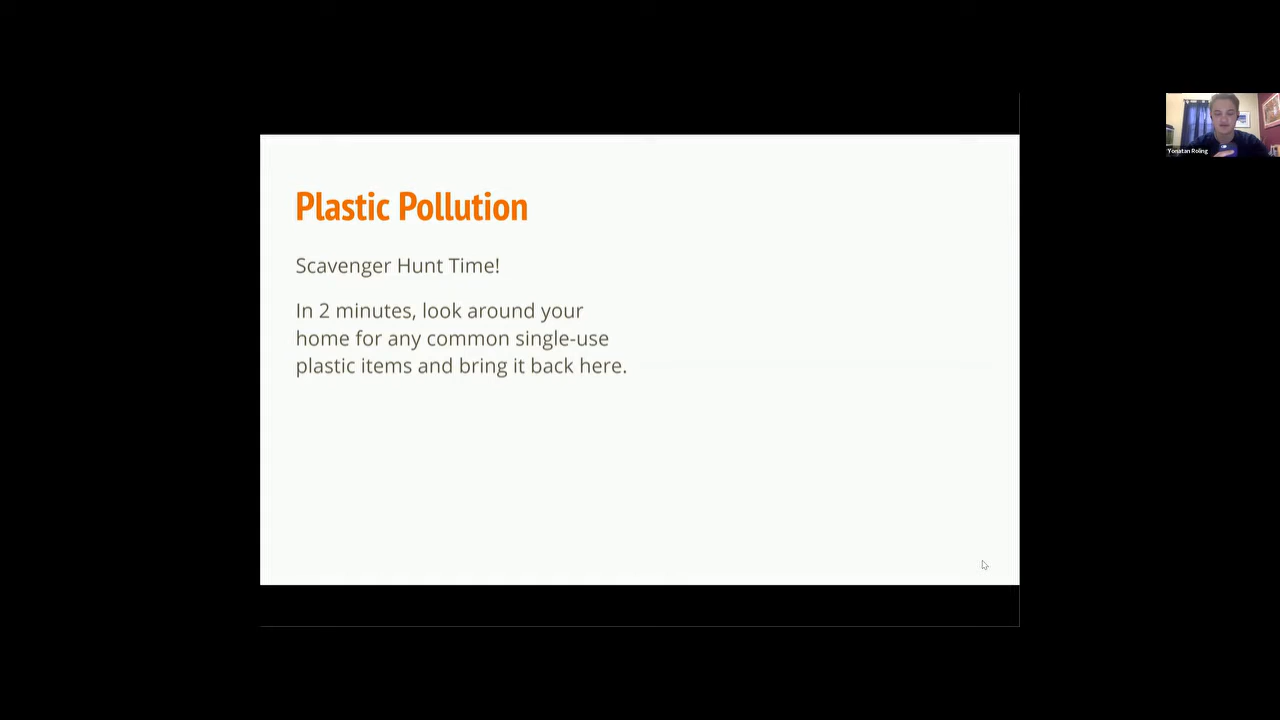 Plastic Pollution
Scavenger Hunt Time!
In 2 minutes, look around your
home for any common single-use
plastic items and bring it back here.
Yonatan Roling